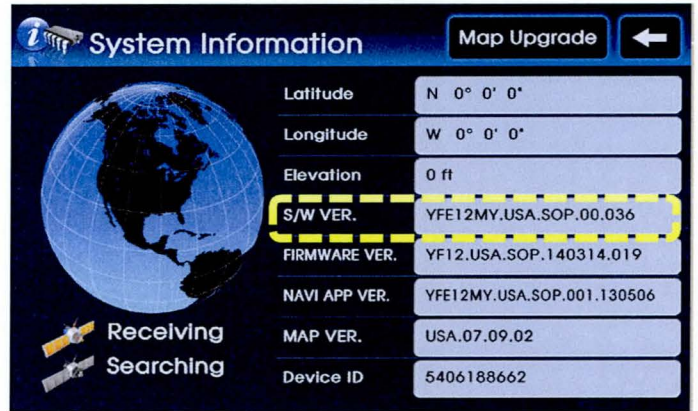 System Information
Map Upgrade
Latitude N 0° 0' 0"
Longitude W 0° 0' 0"
Elevation 0 ft
S/W VER. YFE12MY.USA.SOP.00.036
FIRMWARE VER. YF12.USA.SOP.140314.019
NAVI APP VER. YFE12MY.USA.SOP.001.130506
MAP VER. USA.07.09.02
Device ID 5406188662
Receiving
Searching